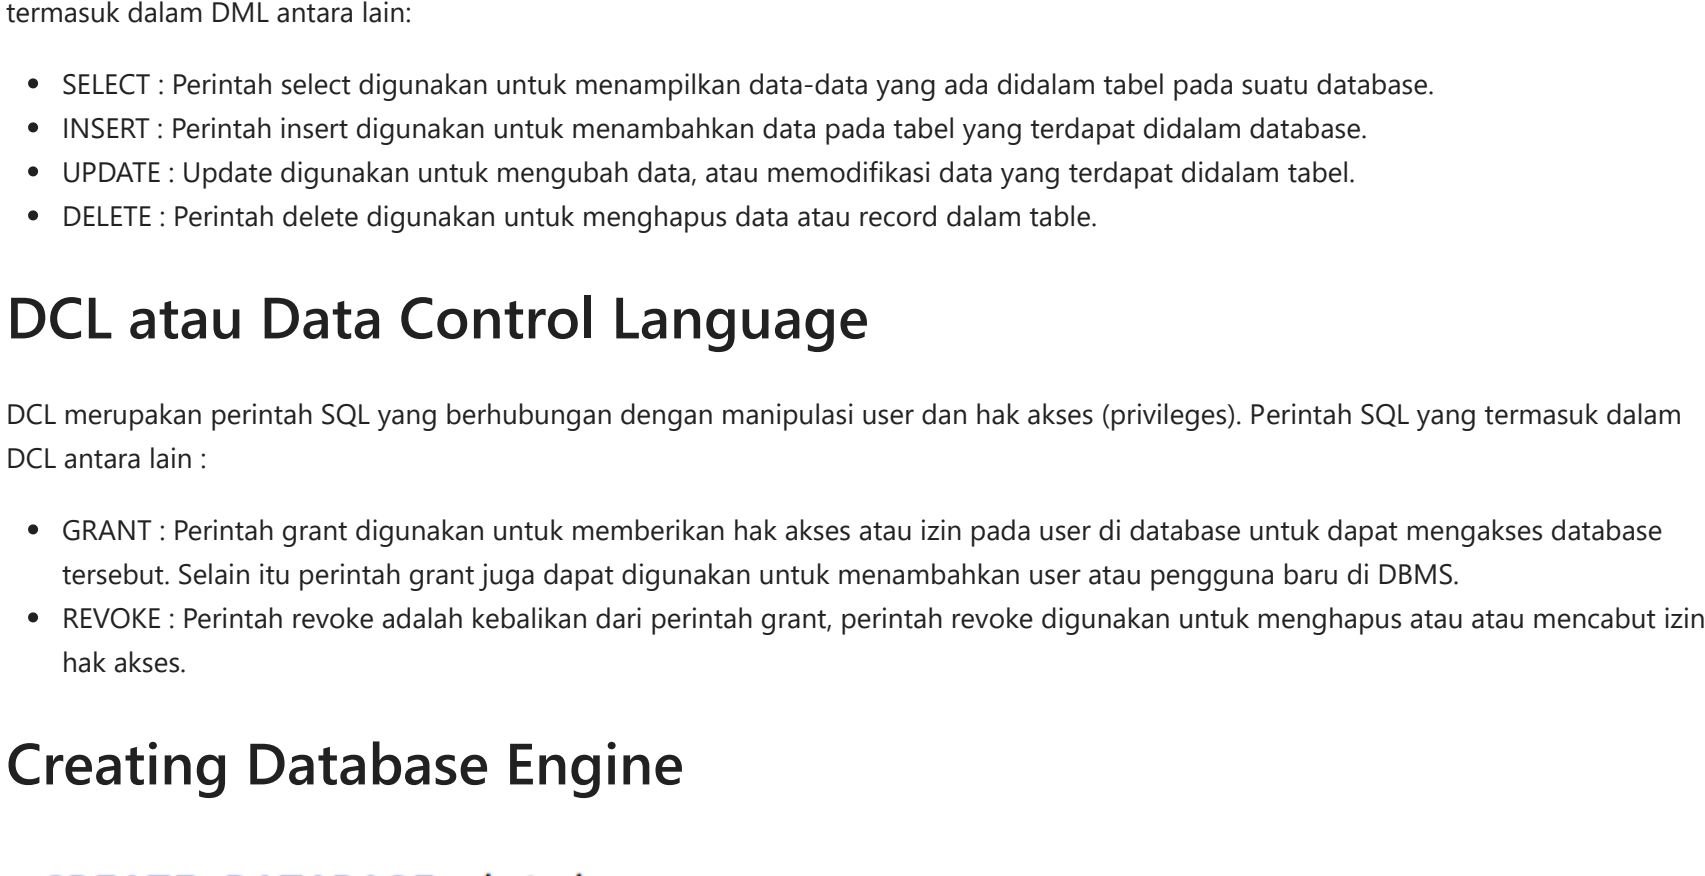 termasuk dalam DML antara lain:
• SELECT : Perintah select digunakan untuk menampilkan data-data yang ada didalam tabel pada suatu database.
• INSERT : Perintah insert digunakan untuk menambahkan data pada tabel yang terdapat didalam database.
• UPDATE : Update digunakan untuk mengubah data, atau memodifikasi data yang terdapat didalam tabel.
• DELETE : Perintah delete digunakan untuk menghapus data atau record dalam table.
DCL atau Data Control Language
DCL merupakan perintah SQL yang berhubungan dengan manipulasi user dan hak akses (privileges). Perintah SQL yang termasuk dalam
DCL antara lain :
• GRANT : Perintah grant digunakan untuk memberikan hak akses atau izin pada user di database untuk dapat mengakses database
tersebut. Selain itu perintah grant juga dapat digunakan untuk menambahkan user atau pengguna baru di DBMS.
• REVOKE : Perintah revoke adalah kebalikan dari perintah grant, perintah revoke digunakan untuk menghapus atau atau mencabut izin
hak akses.
Creating Database Engine